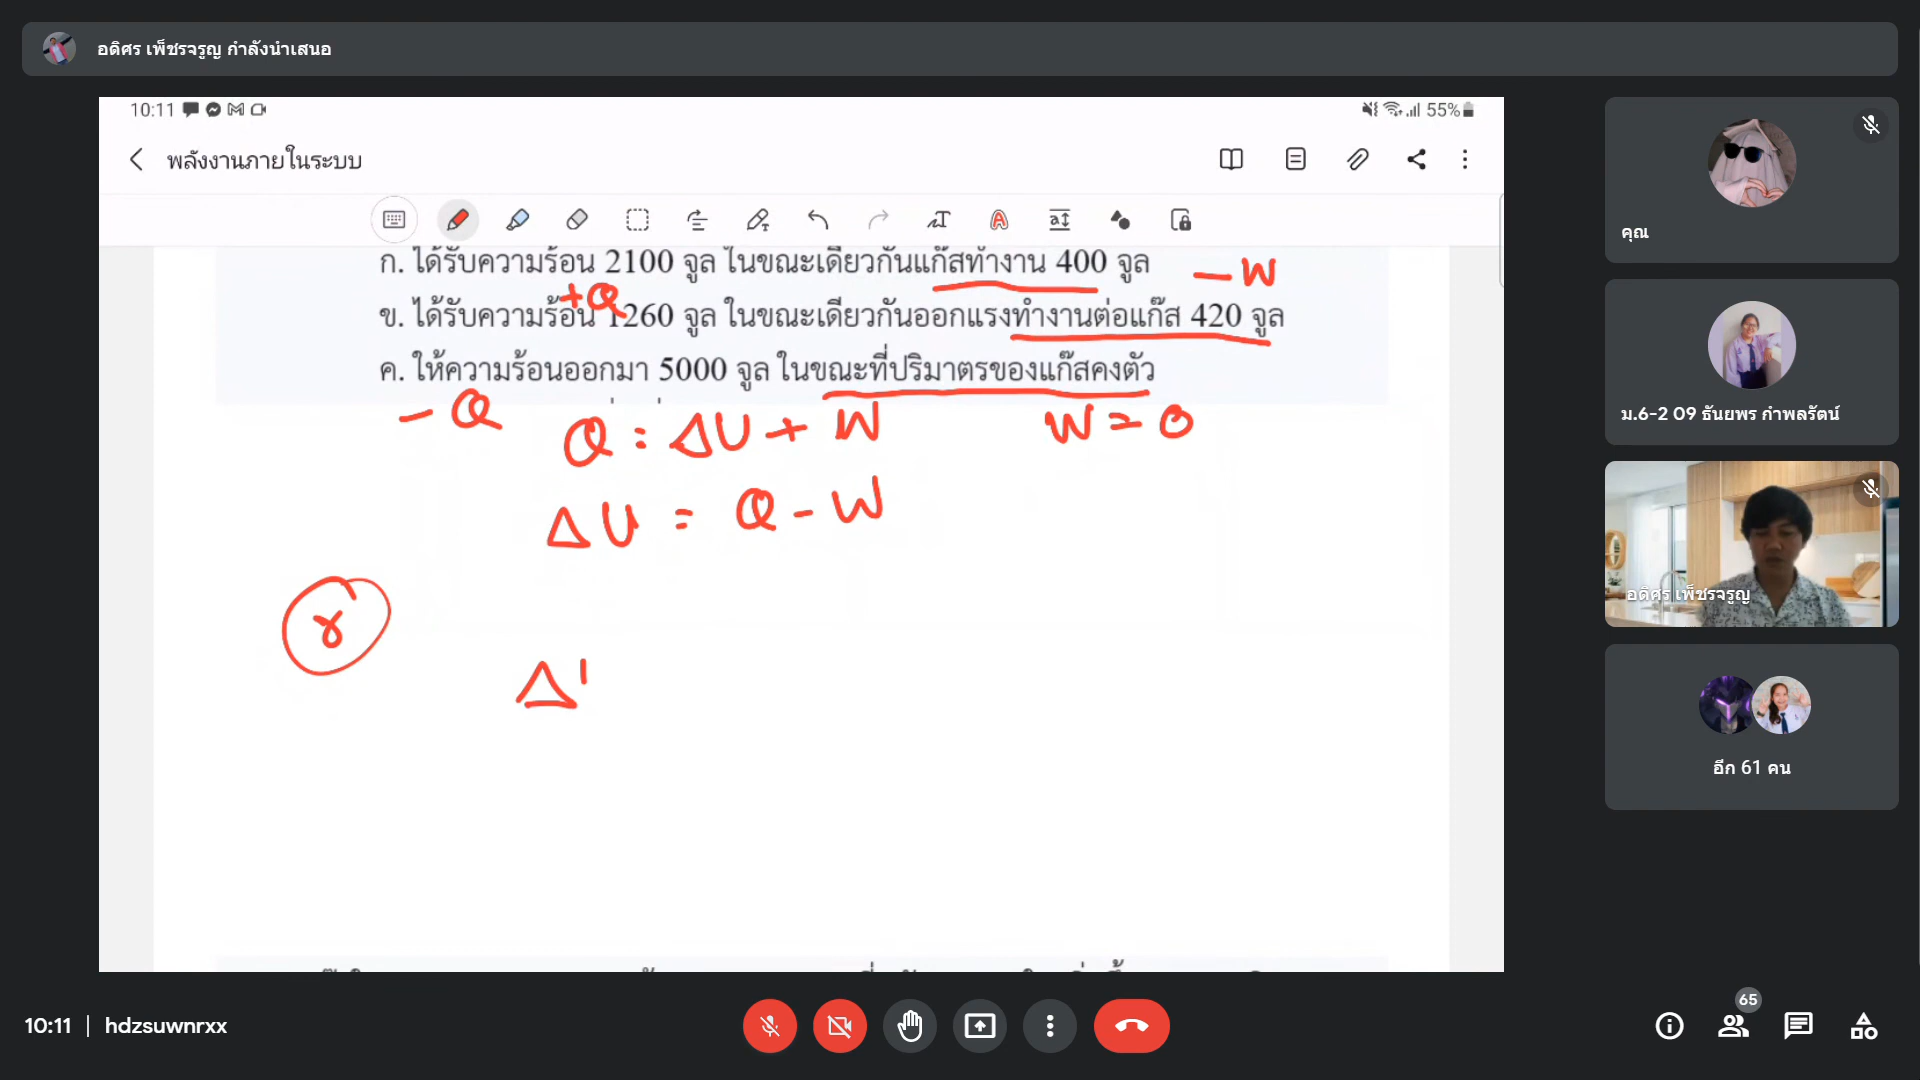 อดิศร เพ็ชรจรูญ กำลังนำเสนอ
10:11
55%
พลังงานภายในระบบ
ก. ได้รับความร้อน 2100 จูล ในขณะเดียวกันแก๊สทำงาน 400 จูล
- W
+Q
ข. ได้รับความร้อน 1260 จูล ในขณะเดียวกันออกแรงทำงานต่อแก๊ส 420 จูล
ค. ให้ความร้อนออกมา 5000 จูล ในขณะที่ปริมาตรของแก๊สคงตัว
- Q
Q = ΔU + W
W = 0
ΔU = Q - W
Δ
คุณ
ม.6-2 09 ธันยพร กำพลรัตน์
อดิศร เพ็ชรจรูญ
อีก 61 คน
10:11 | hdzsuwnrxx
65